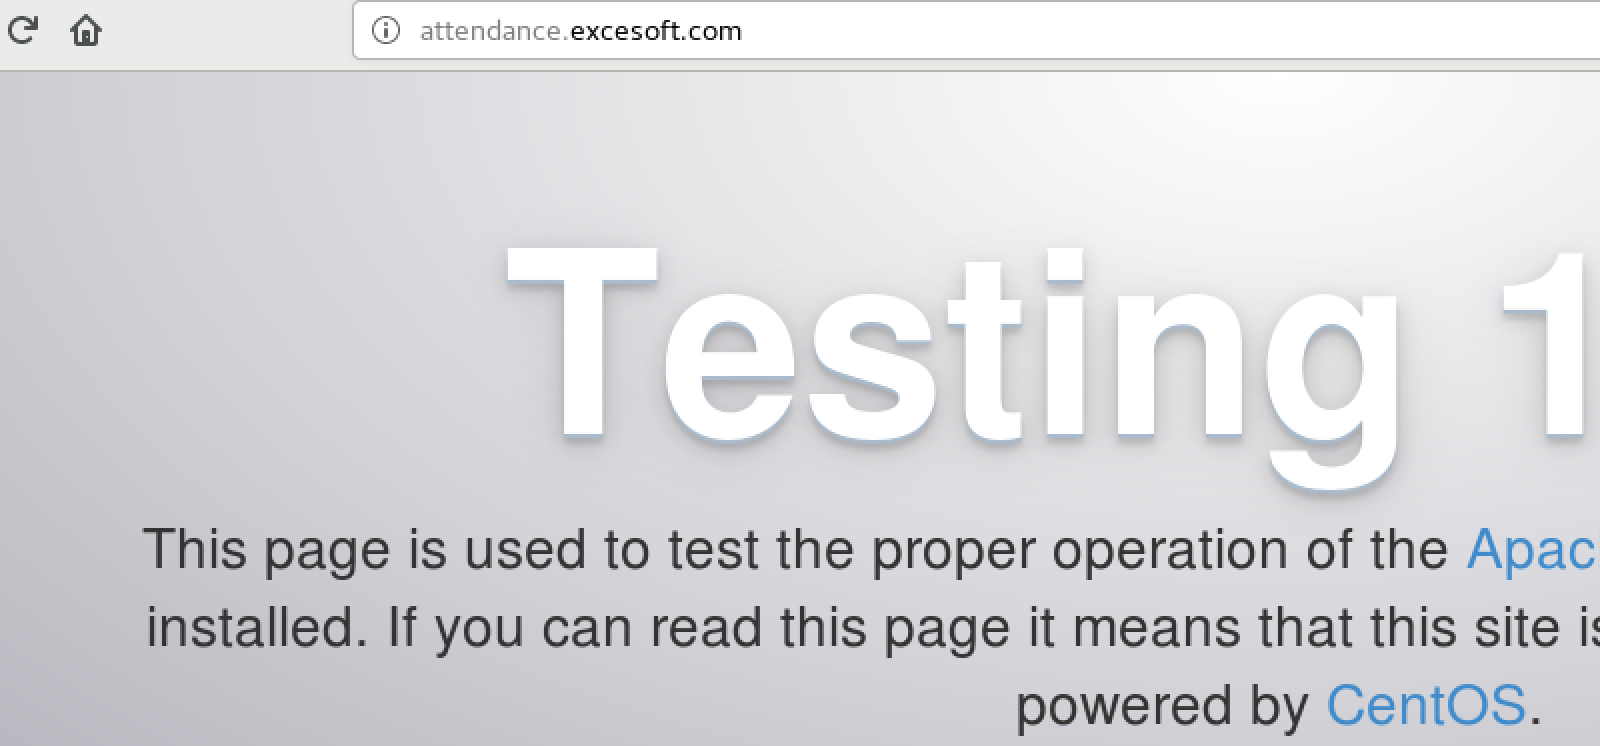 attendance.excesoft.com
Testing 1
This page is used to test the proper operation of the Apac
installed. If you can read this page it means that this site is
powered by CentOS.